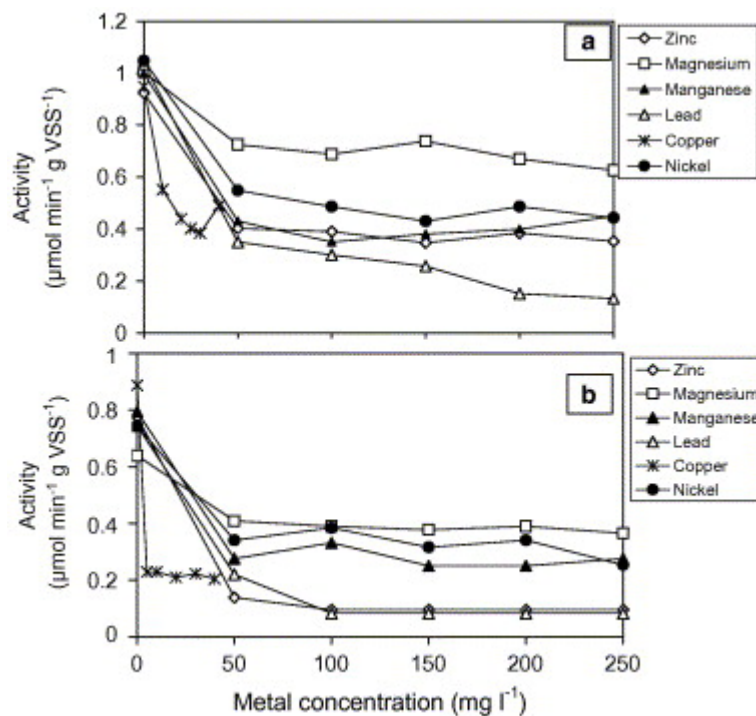 1.2
1
0.8
0.6
0.4
0.2
0
Activity
(µmol min⁻¹ g VSS⁻¹)
a
Zinc
Magnesium
Manganese
Lead
Copper
Nickel
1
0.8
0.6
0.4
0.2
0
Activity
(µmol min⁻¹ g VSS⁻¹)
b
Zinc
Magnesium
Manganese
Lead
Copper
Nickel
0 50 100 150 200 250
Metal concentration (mg l⁻¹)